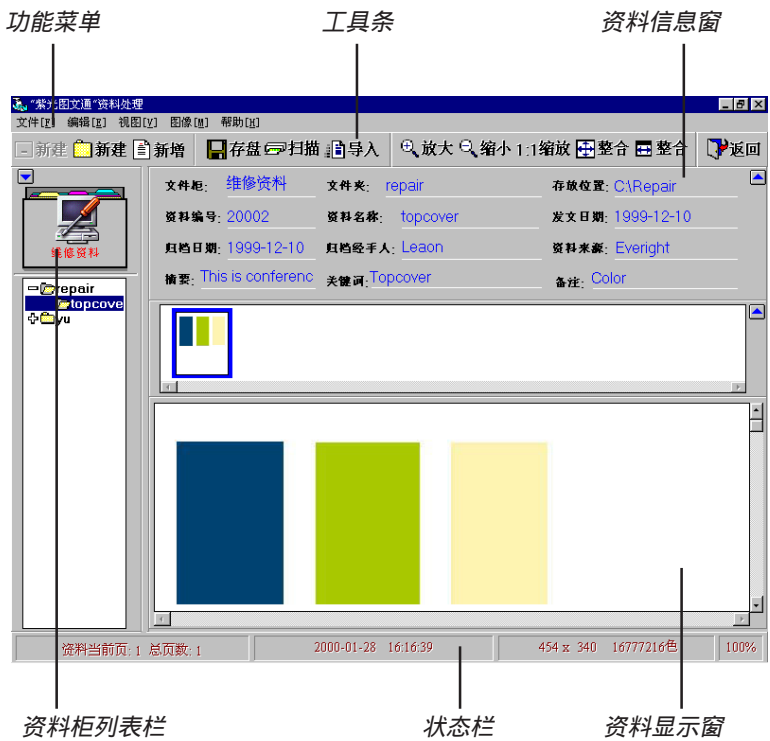 功能菜单 工具条 资料信息窗
“紫光图文通”资料处理
文件[F] 编辑[E] 视图[V] 图像[M] 帮助[H]
新建 新建 新增 存盘 扫描 导入 放大 缩小 1:1缩放 整合 整合 返回
文件柜: 维修资料 文件夹: repair 存放位置: C:\Repair
资料编号: 20002 资料名称: topcover 发文日期: 1999-12-10
归档日期: 1999-12-10 归档经手人: Leaon 资料来源: Everight
摘要: This is conferenc 关键词: Topcover 备注: Color
维修资料
repair
topcove
yu
资料当前页: 1 总页数: 1 2000-01-28 16:16:39 454 x 340 16777216色 100%
资料柜列表栏 状态栏 资料显示窗